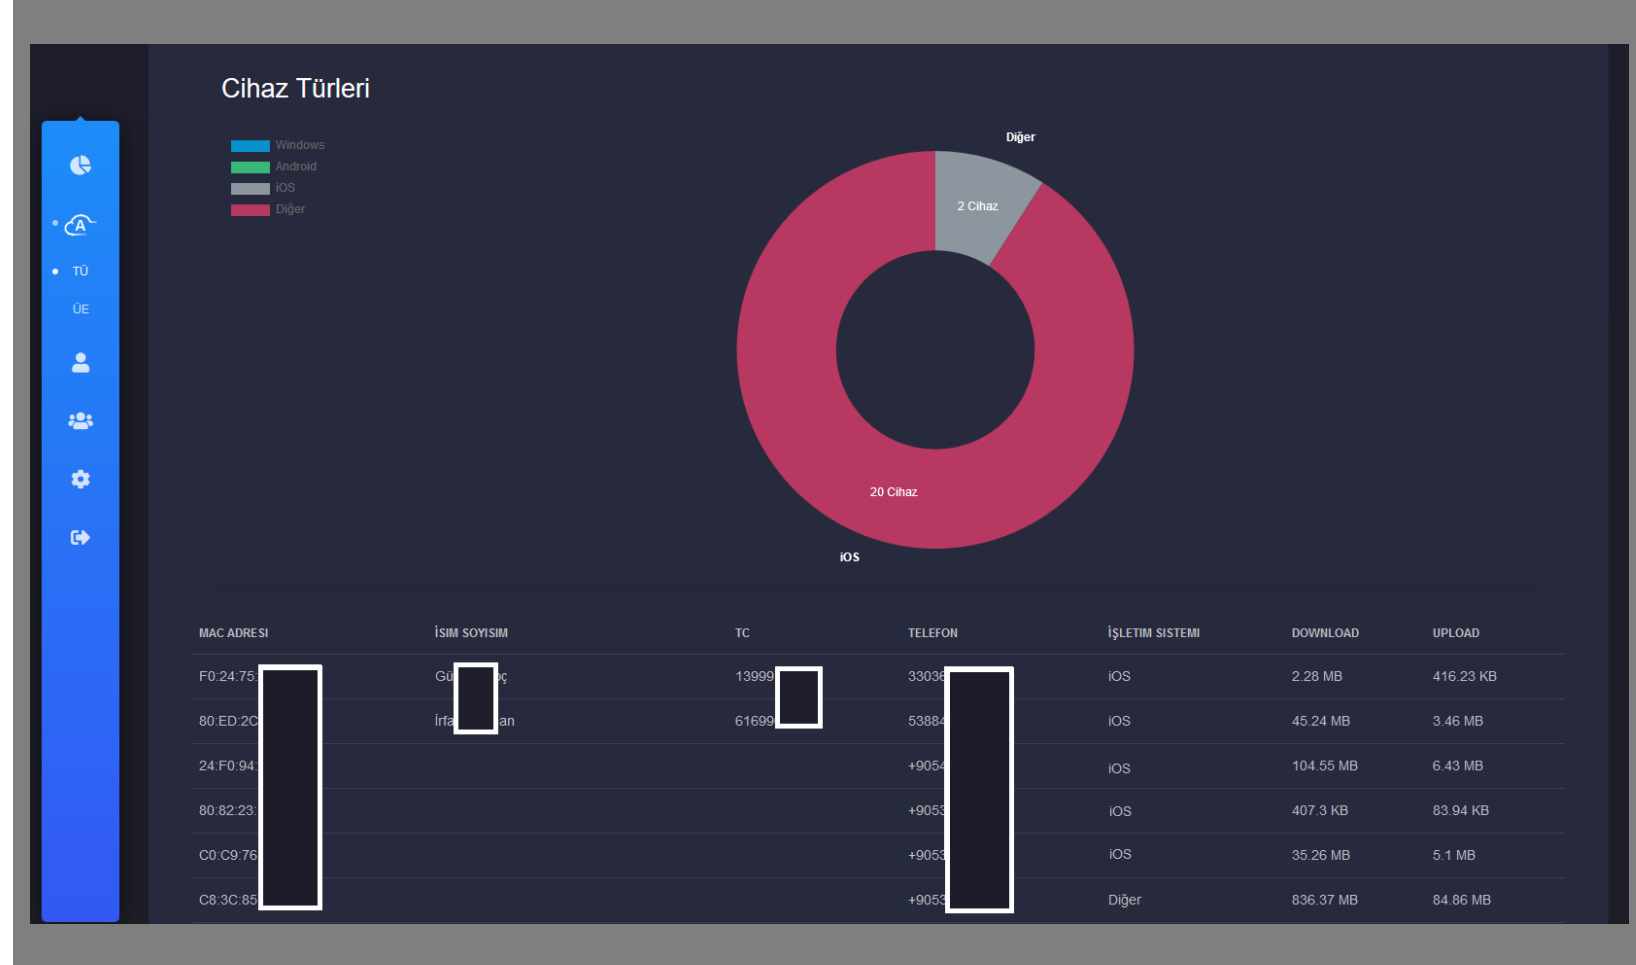 Cihaz Türleri
Windows
Android
iOS
Diğer
Diğer
2 Cihaz
20 Cihaz
iOS
A
TÜ
ÜE
MAC ADRESI İSIM SOYISIM TC TELEFON İŞLETIM SISTEMI DOWNLOAD UPLOAD
F0:24:75: Gü oç 13999 33036 iOS 2.28 MB 416.23 KB
80:ED:2C İrfa an 61699 53884 iOS 45.24 MB 3.46 MB
24:F0:94: +9054 iOS 104.55 MB 6.43 MB
80:82:23: +9053 iOS 407.3 KB 83.94 KB
C0:C9:76 +9053 iOS 35.26 MB 5.1 MB
C8:3C:85 +9053 Diğer 836.37 MB 84.86 MB